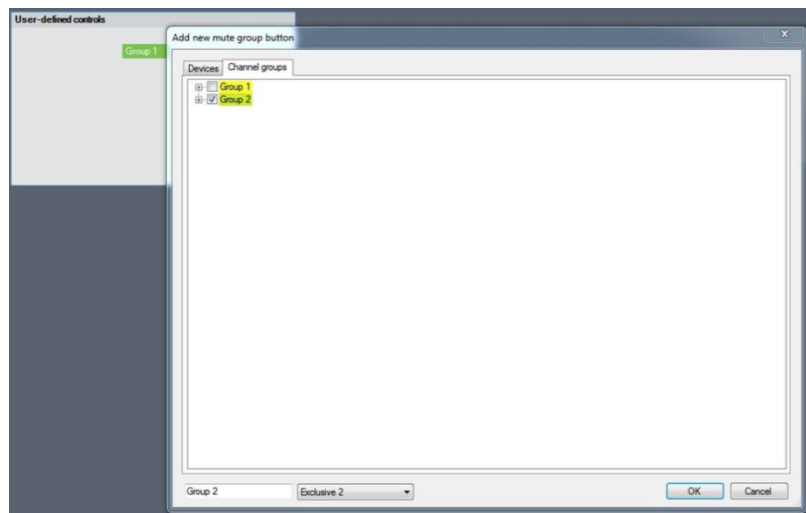 User-defined controls
Group 1
Add new mute group button
x
Devices Channel groups
Group 1
Group 2
Group 2 Exclusive 2 OK Cancel